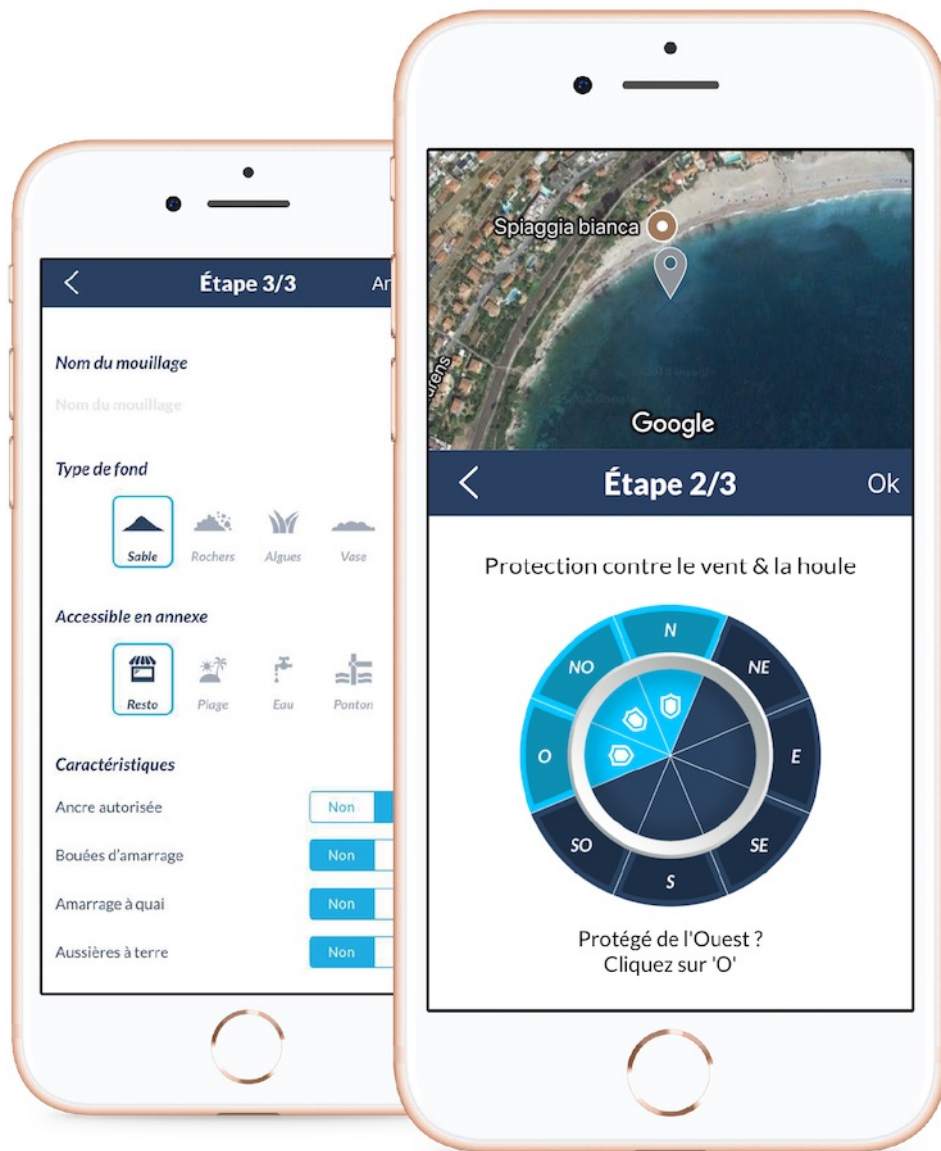 Étape 3/3
Nom du mouillage
Nom du mouillage
Type de fond
Sable
Rochers
Algues
Vase
Accessible en annexe
Resto
Plage
Eau
Ponton
Caractéristiques
Ancre autorisée
Non
Bouées d'amarrage
Non
Amarrage à quai
Non
Aussières à terre
Non
Spiaggia bianca
Google
Étape 2/3
Ok
Protection contre le vent & la houle
N
NE
E
SE
S
SO
O
NO
Protégé de l'Ouest ?
Cliquez sur 'O'